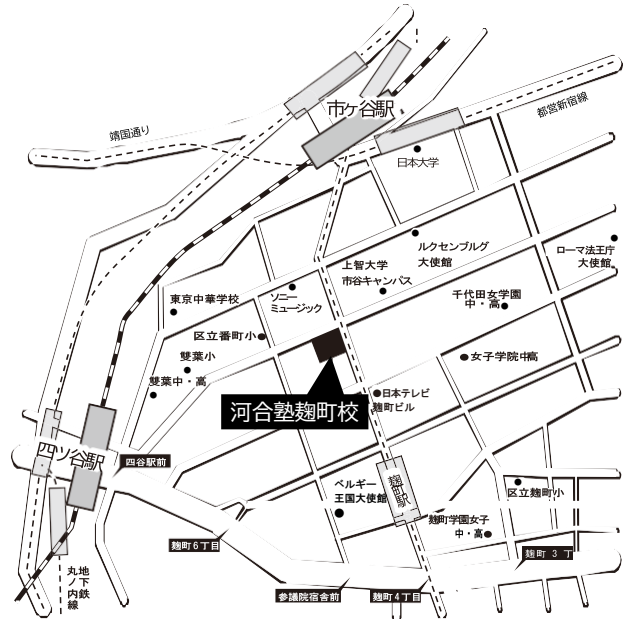 市ヶ谷駅
靖国通り
都営新宿線
日本大学
ルクセンブルグ
大使館
ローマ法王庁
大使館
上智大学
市谷キャンパス
東京中華学校
ソニー
ミュージック
千代田女学園
中・高
区立番町小
雙葉小
雙葉中・高
女子学院中高
日本テレビ
麹町ビル
河合塾麹町校
四ツ谷駅
四谷駅前
麹町駅
ベルギー
王国大使館
区立麹町小
麹町学園女子
中・高
麹町6丁目
麹町 3 丁
地下鉄
丸ノ内線
参議院宿舎前
麹町4丁目